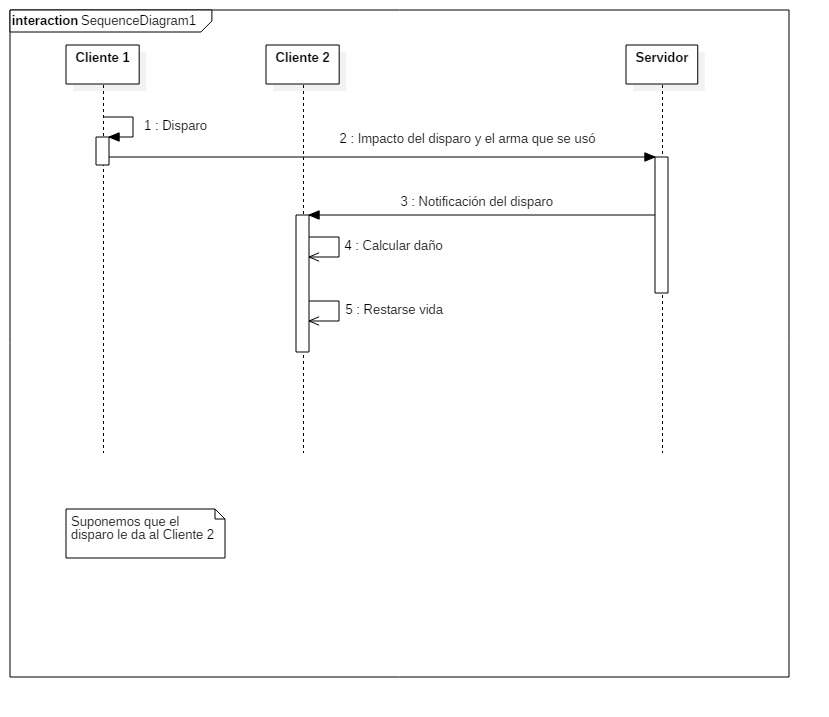 interaction SequenceDiagram1
Cliente 1
Cliente 2
Servidor
1 : Disparo
2 : Impacto del disparo y el arma que se usó
3 : Notificación del disparo
4 : Calcular daño
5 : Restarse vida
Suponemos que el
disparo le da al Cliente 2